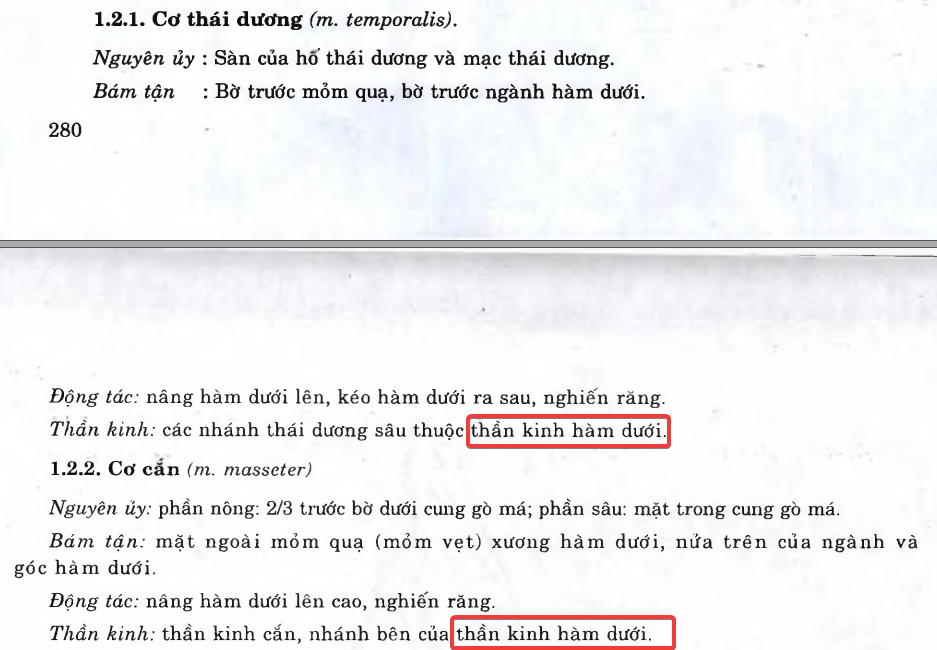 1.2.1. Cơ thái dương (m. temporalis).
Nguyên ủy : Sàn của hố thái dương và mạc thái dương.
Bám tận : Bờ trước mỏm quạ, bờ trước ngành hàm dưới.
280
Động tác: nâng hàm dưới lên, kéo hàm dưới ra sau, nghiến răng.
Thần kinh: các nhánh thái dương sâu thuộc thần kinh hàm dưới.
1.2.2. Cơ cắn (m. masseter)
Nguyên ủy: phần nông: 2/3 trước bờ dưới cung gò má; phần sâu: mặt trong cung gò má.
Bám tận: mặt ngoài mỏm quạ (mỏm vẹt) xương hàm dưới, nửa trên của ngành và
góc hàm dưới.
Động tác: nâng hàm dưới lên cao, nghiến răng.
Thần kinh: thần kinh cắn, nhánh bên của thần kinh hàm dưới.